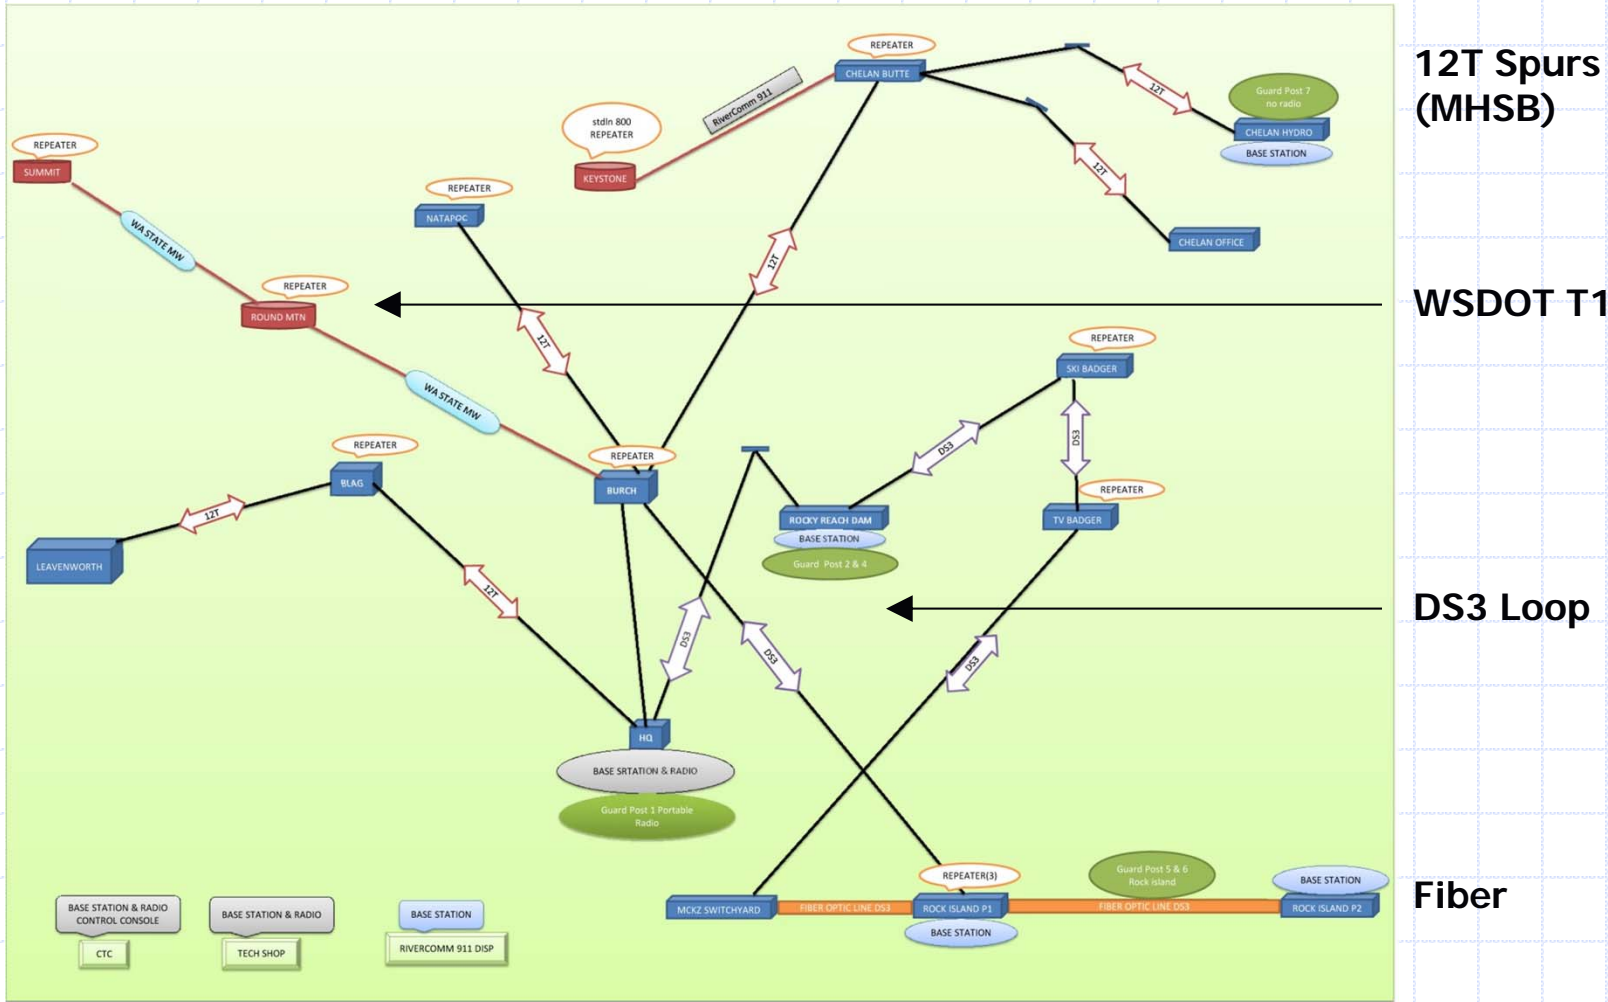 REPEATER
CHELAN BUTTE
12T Spurs
(MHSB)
12T
Guard Post 7
no radio
CHELAN HYDRO
BASE STATION
RiverComm 911
stdln 800
REPEATER
KEYSTONE
REPEATER
SUMMIT
12T
REPEATER
NATAPOC
WA STATE MW
CHELAN OFFICE
12T
REPEATER
ROUND MTN
WSDOT T1
12T
REPEATER
SKI BADGER
WA STATE MW
DS3
DS3
REPEATER
BLAG
REPEATER
BURCH
REPEATER
TV BADGER
12T
ROCKY REACH DAM
BASE STATION
Guard Post 2 & 4
LEAVENWORTH
12T
DS3 Loop
DS3
DS3
DS3
HQ
BASE SRTATION & RADIO
Guard Post 1 Portable
Radio
REPEATER(3)
Guard Post 5 & 6
Rock island
BASE STATION
Fiber
MCKZ SWITCHYARD
FIBER OPTIC LINE DS3
ROCK ISLAND P1
FIBER OPTIC LINE DS3
ROCK ISLAND P2
BASE STATION
BASE STATION & RADIO
CONTROL CONSOLE
CTC
BASE STATION & RADIO
TECH SHOP
BASE STATION
RIVERCOMM 911 DISP